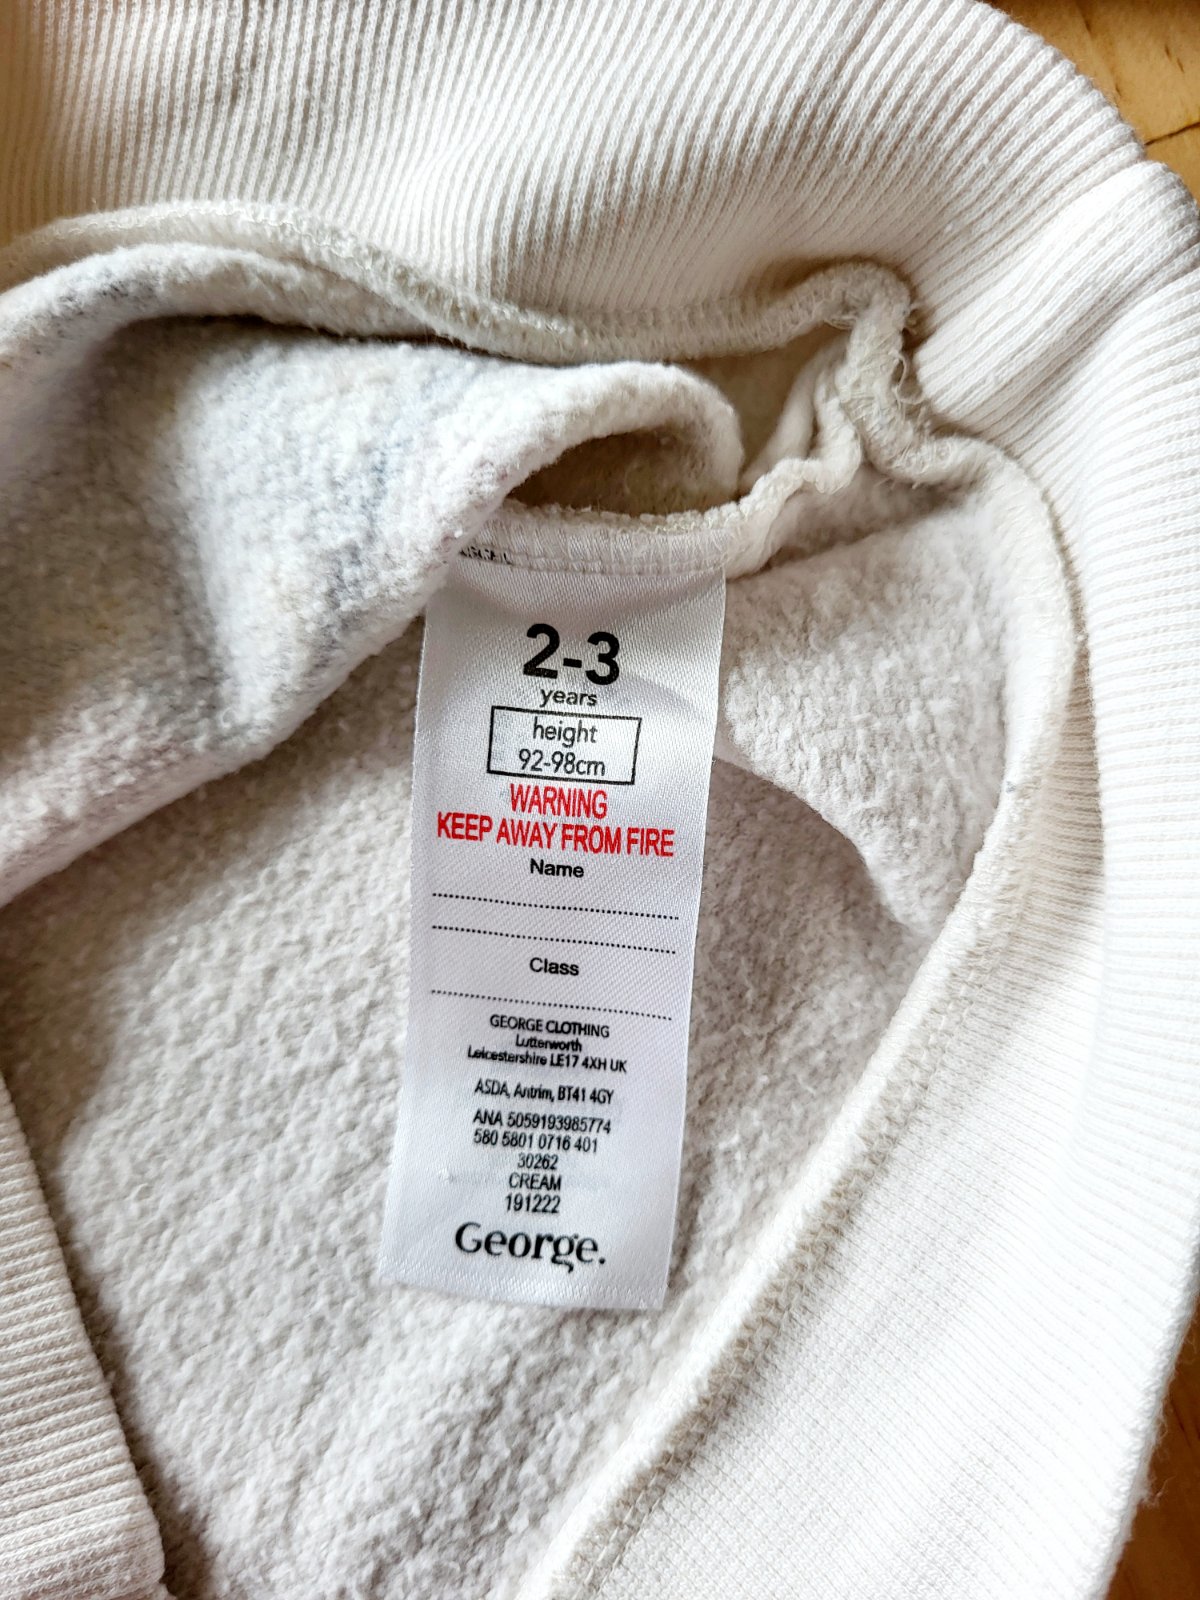 2-3
years
height
92-98cm
WARNING
KEEP AWAY FROM FIRE
Name
Class
GEORGE CLOTHING
Lutterworth
Leicestershire LE17 4XH UK
ASDA, Antrim, BT41 4GY
ANA 5059193985774
580 5801 0716 401
30262
CREAM
191222
George.